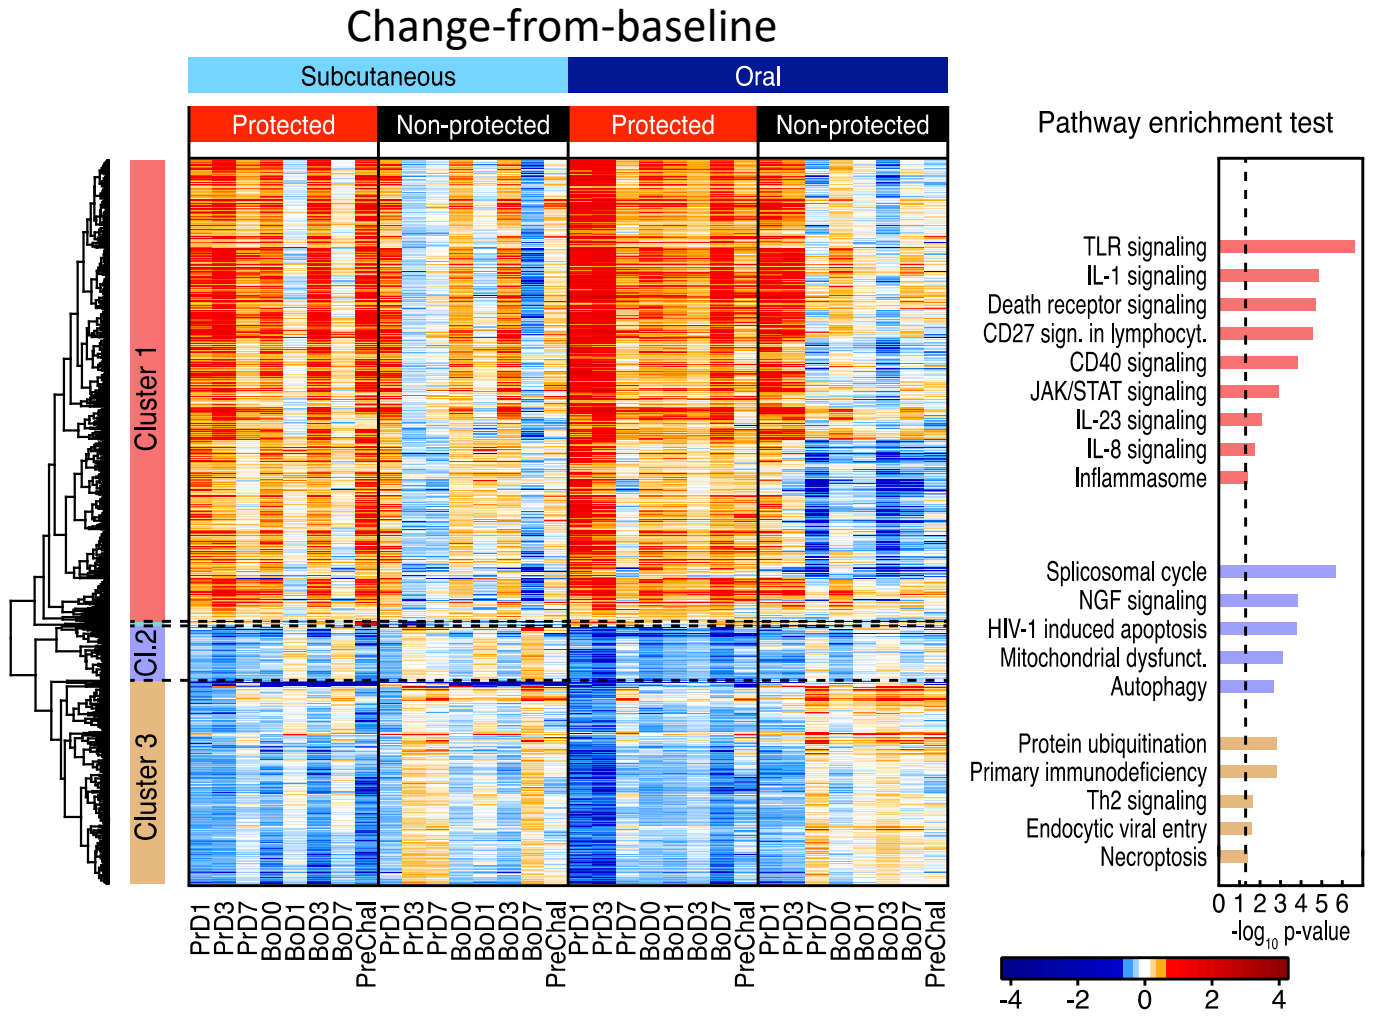 Change-from-baseline
Subcutaneous
Oral
Protected
Non-protected
Protected
Non-protected
Pathway enrichment test
Cluster 1
Cl.2
Cluster 3
TLR signaling
IL-1 signaling
Death receptor signaling
CD27 sign. in lymphocyt.
CD40 signaling
JAK/STAT signaling
IL-23 signaling
IL-8 signaling
Inflammasome
Splicosomal cycle
NGF signaling
HIV-1 induced apoptosis
Mitochondrial dysfunct.
Autophagy
Protein ubiquitination
Primary immunodeficiency
Th2 signaling
Endocytic viral entry
Necroptosis
0 1 2 3 4 5 6
-log10 p-value
PrD1
PrD3
PrD7
BoD0
BoD1
BoD3
BoD7
PreChal
PrD1
PrD3
PrD7
BoD0
BoD1
BoD3
BoD7
PreChal
PrD1
PrD3
PrD7
BoD0
BoD1
BoD3
BoD7
PreChal
PrD1
PrD3
PrD7
BoD0
BoD1
BoD3
BoD7
PreChal
-4 -2 0 2 4